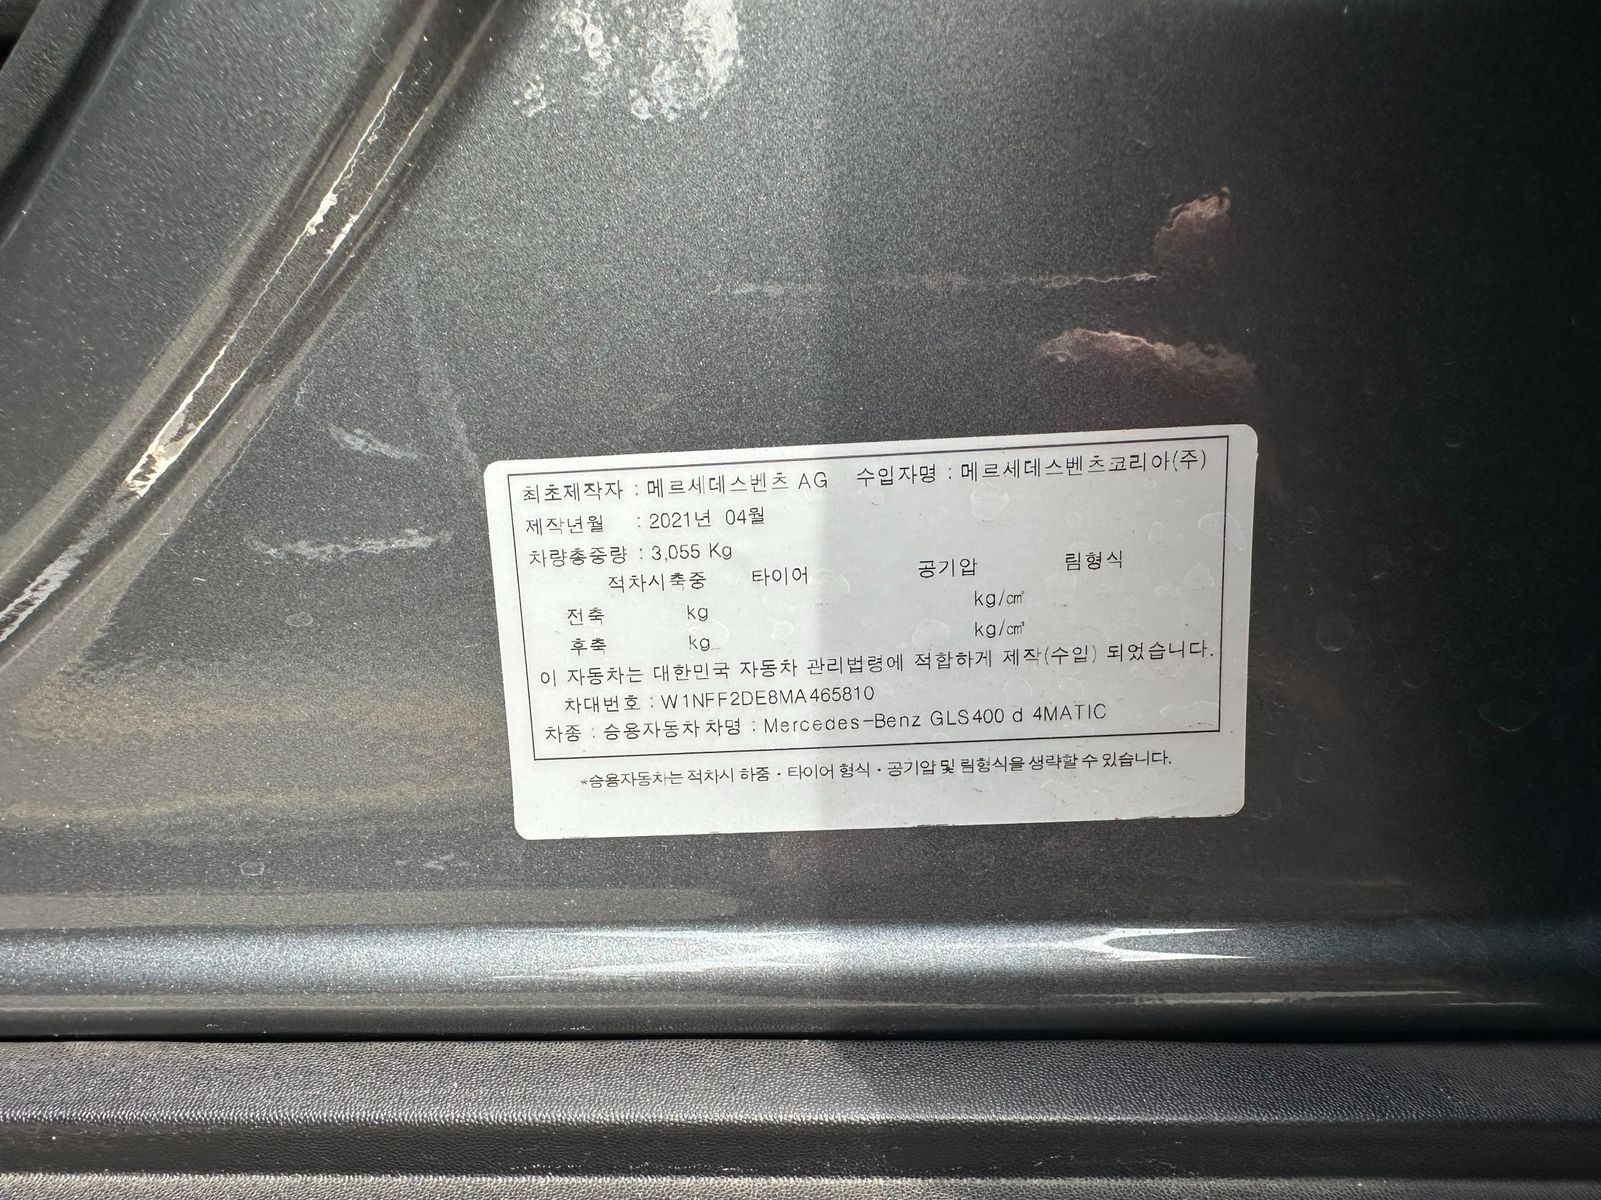 최초제작자 : 메르세데스벤츠 AG 수입자명 : 메르세데스벤츠코리아(주)
제작년월 : 2021년 04월
차량총중량 : 3,055 Kg
적차시축중 타이어 공기압 림형식
전축 kg kg/㎠
후축 kg kg/㎠
이 자동차는 대한민국 자동차 관리법령에 적합하게 제작(수입) 되었습니다.
차대번호 : W1NFF2DE8MA465810
차종 : 승용자동차 차명 : Mercedes-Benz GLS400 d 4MATIC
*승용자동차는 적차시 하중 · 타이어 형식 · 공기압 및 림형식을 생략할 수 있습니다.